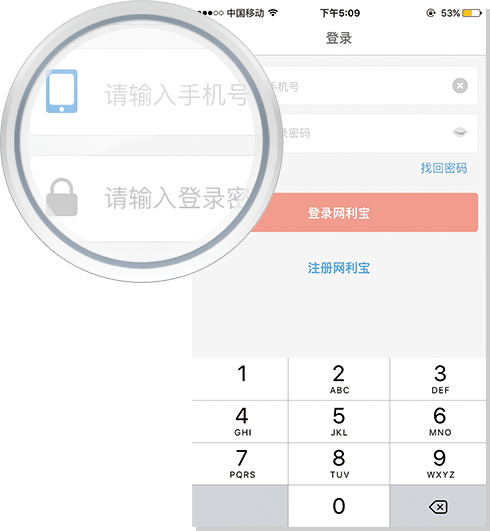 中国移动 下午5:09 53%
登录
请输入手机号
手机号
请输入登录密
录密码
找回密码
登录网利宝
注册网利宝
1 2 3
ABC DEF
4 5 6
GHI JKL MNO
7 8 9
PQRS TUV WXYZ
0